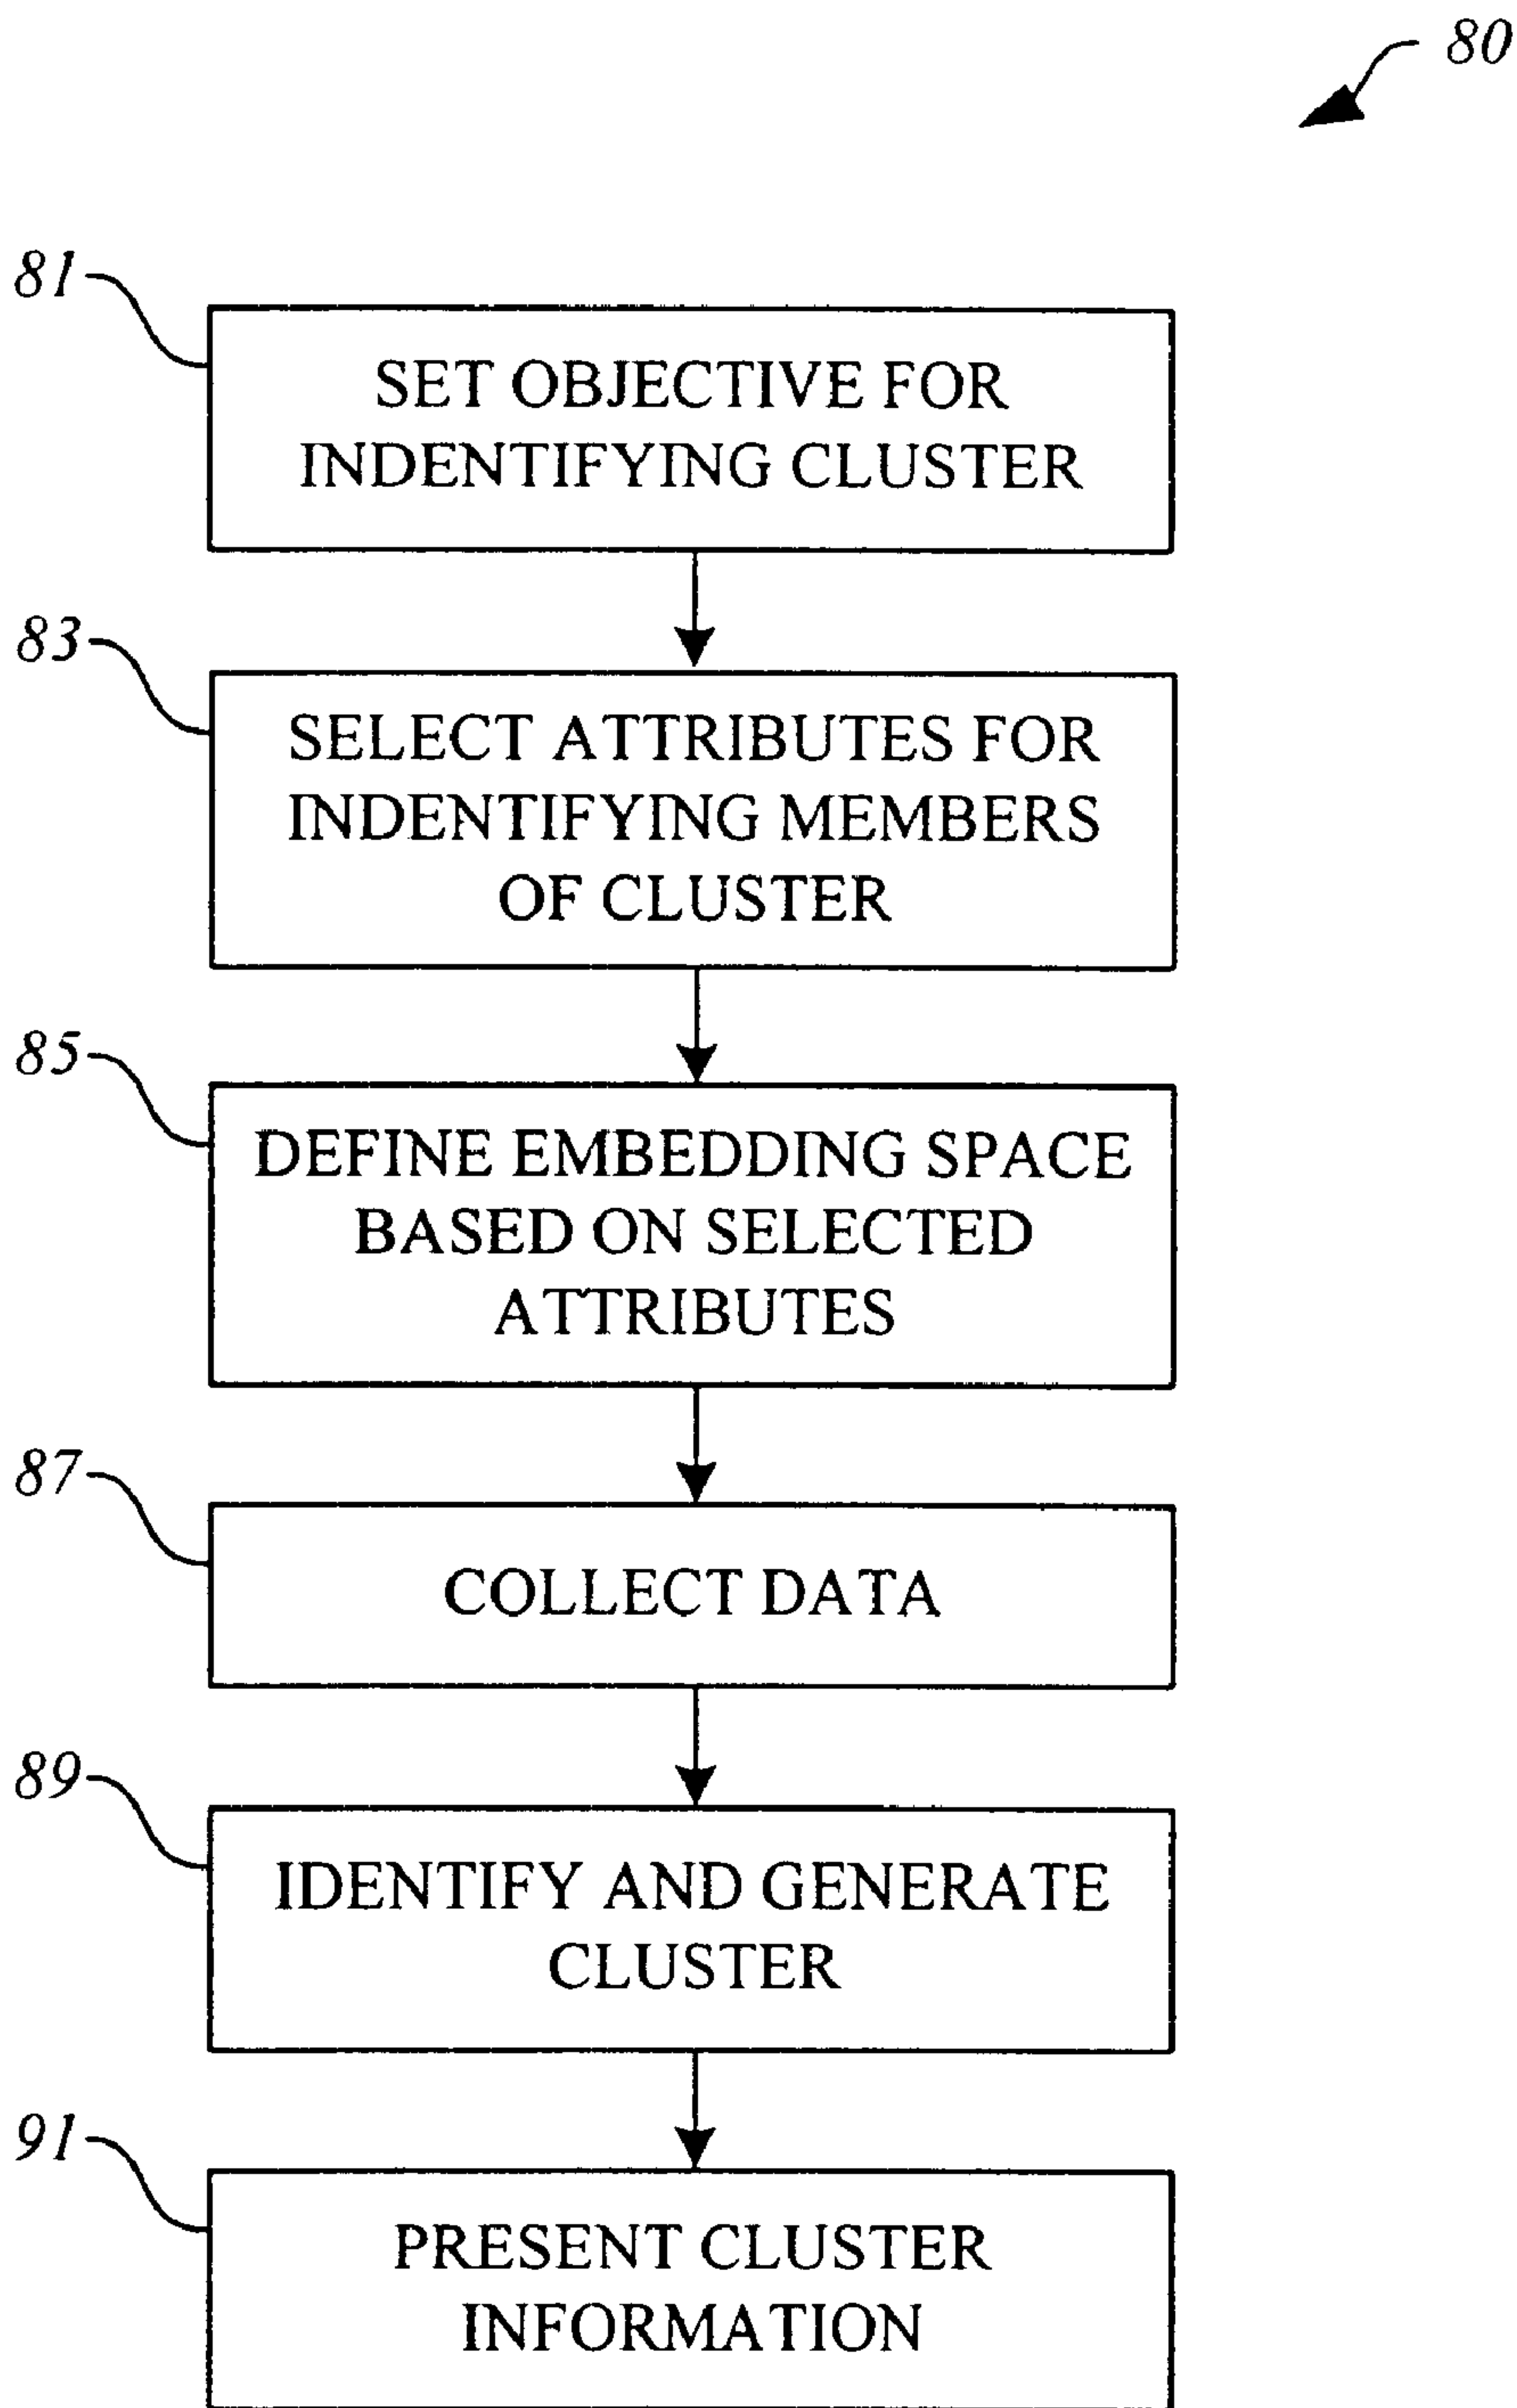 80
81
SET OBJECTIVE FOR
INDENTIFYING CLUSTER
83
SELECT ATTRIBUTES FOR
INDENTIFYING MEMBERS
OF CLUSTER
85
DEFINE EMBEDDING SPACE
BASED ON SELECTED
ATTRIBUTES
87
COLLECT DATA
89
IDENTIFY AND GENERATE
CLUSTER
91
PRESENT CLUSTER
INFORMATION